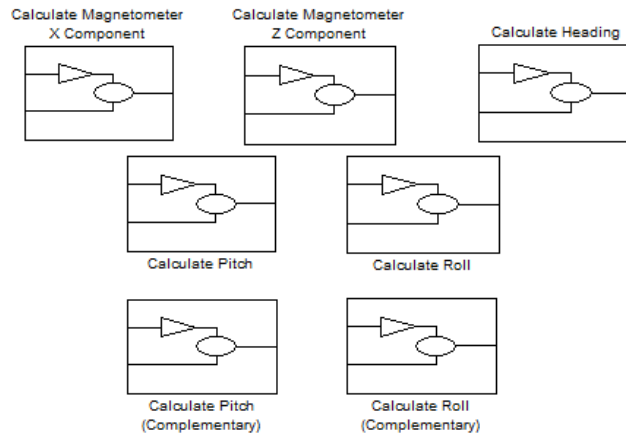 Calculate Magnetometer
X Component
Calculate Magnetometer
Z Component
Calculate Heading
Calculate Pitch
Calculate Roll
Calculate Pitch
(Complementary)
Calculate Roll
(Complementary)